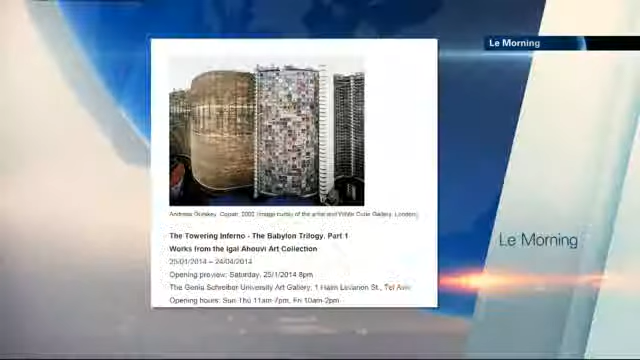 Le Morning
Andreas Gursky, Copan, 2002 (Image curtsy of the artist and White Cube Gallery, London)
The Towering Inferno - The Babylon Trilogy, Part 1
Works from the Igal Ahouvi Art Collection
25/01/2014 – 24/04/2014
Opening preview: Saturday, 25/1/2014 8pm
The Genia Schreiber University Art Gallery, 1 Haim Levanon St., Tel Aviv
Opening hours: Sun-Thu 11am-7pm, Fri 10am-2pm
Le Morning